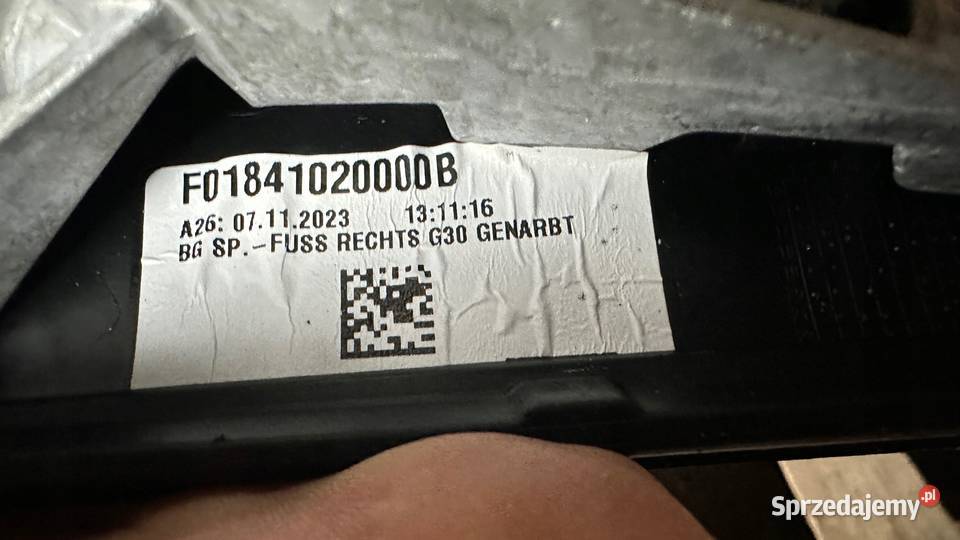 F01841020000B
A26: 07.11.2023 13:11:16
BG SP.-FUSS RECHTS G30 GENARBT
Sprzedajemy.pl